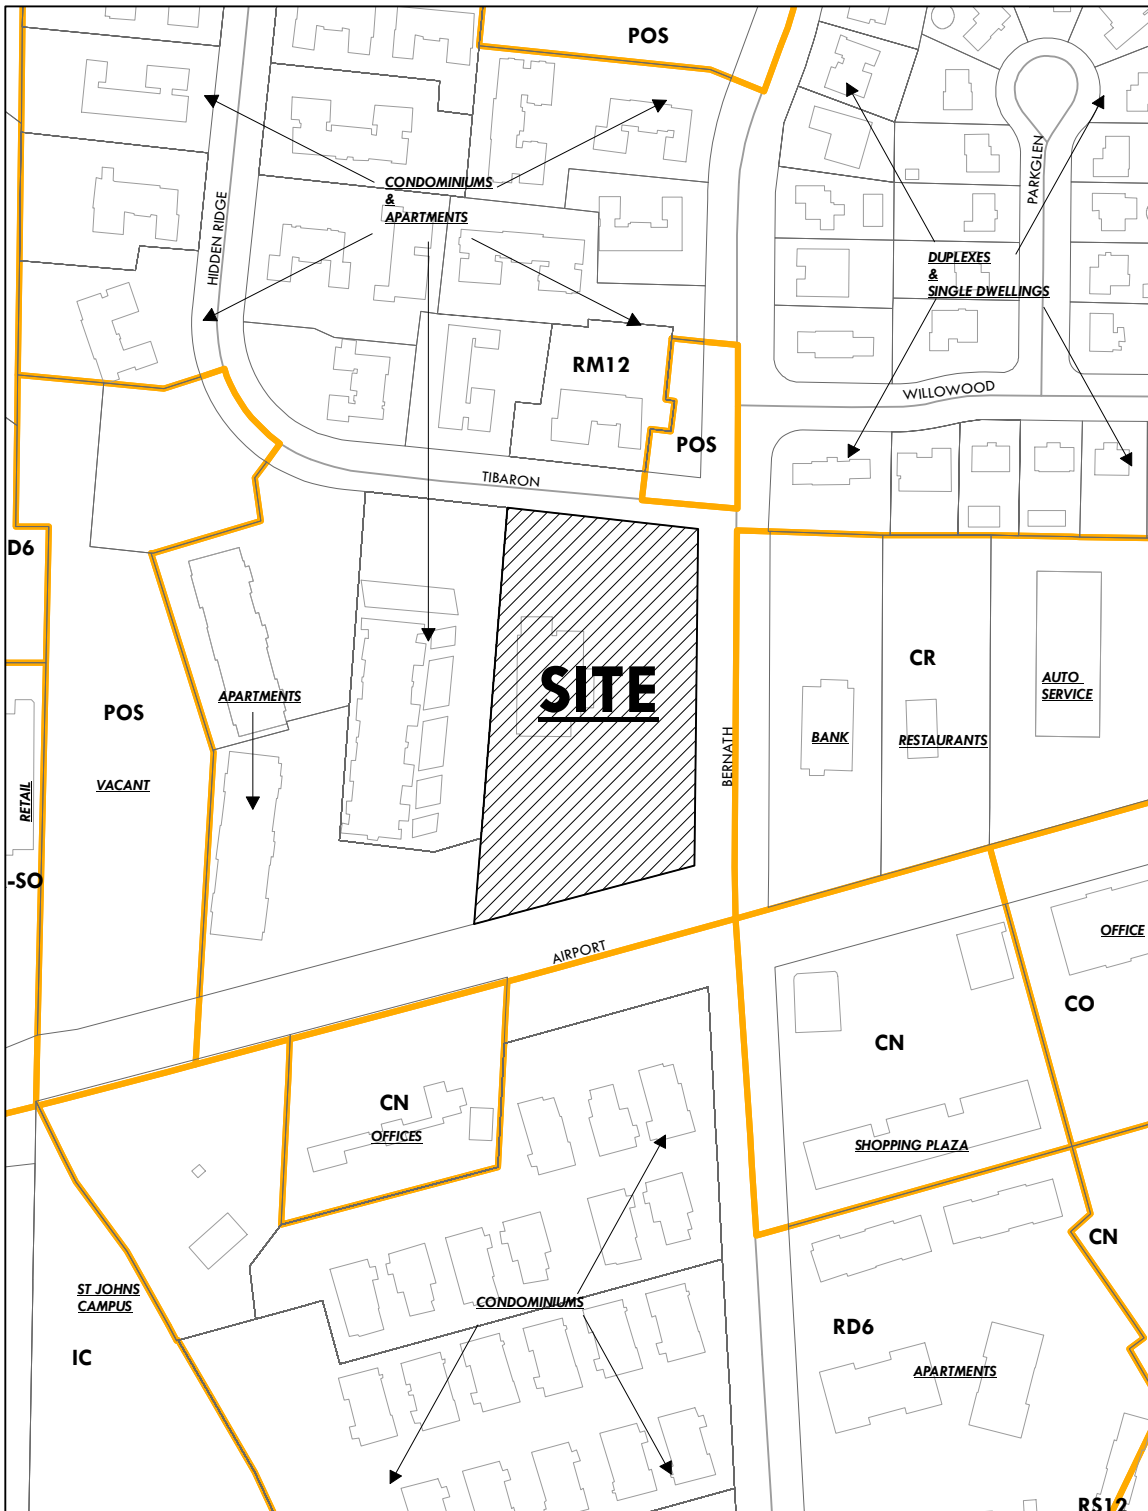 POS
PARKGLEN
CONDOMINIUMS
&
APARTMENTS
HIDDEN RIDGE
DUPLEXES
&
SINGLE DWELLINGS
RM12
WILLOWOOD
POS
TIBARON
D6
CR
SITE
AUTO
SERVICE
APARTMENTS
POS
BANK
RESTAURANTS
BERNATH
VACANT
RETAIL
-SO
OFFICE
AIRPORT
CO
CN
CN
OFFICES
SHOPPING PLAZA
CN
ST JOHNS
CAMPUS
CONDOMINIUMS
RD6
IC
APARTMENTS
RS12